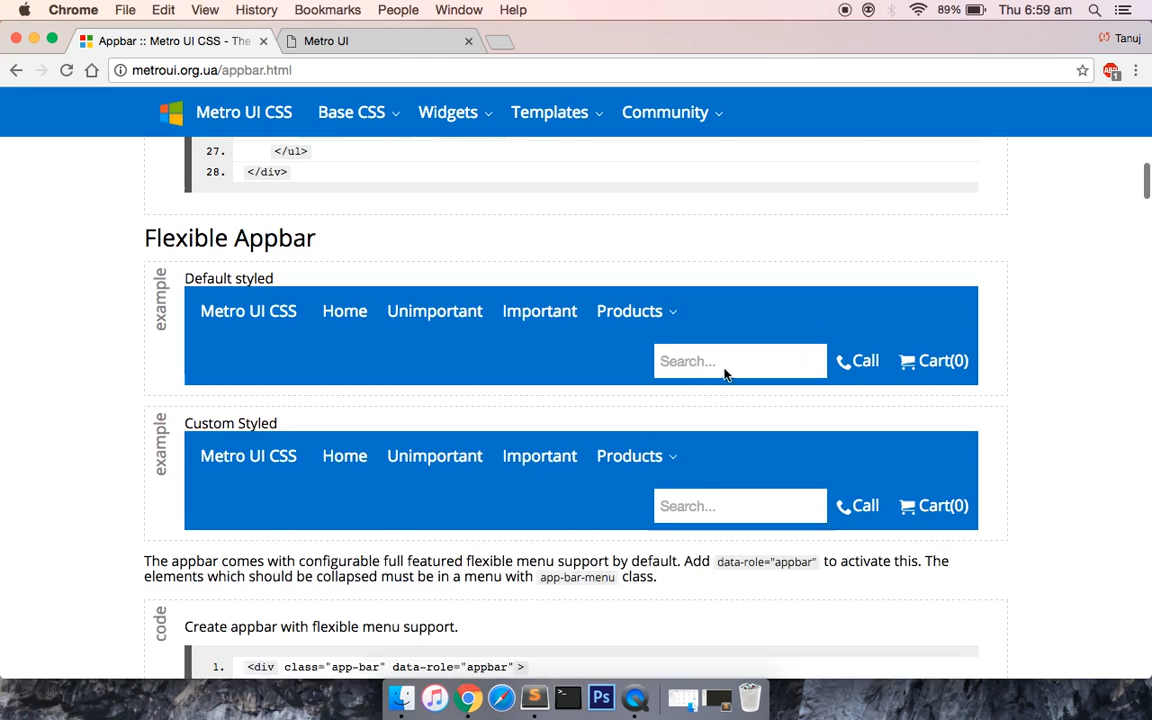 Chrome File Edit View History Bookmarks People Window Help 89% Thu 6:59 am
Appbar :: Metro UI CSS - The Metro UI Tanuj
metroui.org.ua/appbar.html
Metro UI CSS Base CSS Widgets Templates Community
27. </ul>
28. </div>
Flexible Appbar
example
Default styled
Metro UI CSS Home Unimportant Important Products
Search... Call Cart(0)
example
Custom Styled
Metro UI CSS Home Unimportant Important Products
Search... Call Cart(0)
The appbar comes with configurable full featured flexible menu support by default. Add data-role="appbar" to activate this. The
elements which should be collapsed must be in a menu with app-bar-menu class.
code
Create appbar with flexible menu support.
1. <div class="app-bar" data-role="appbar">
Ps